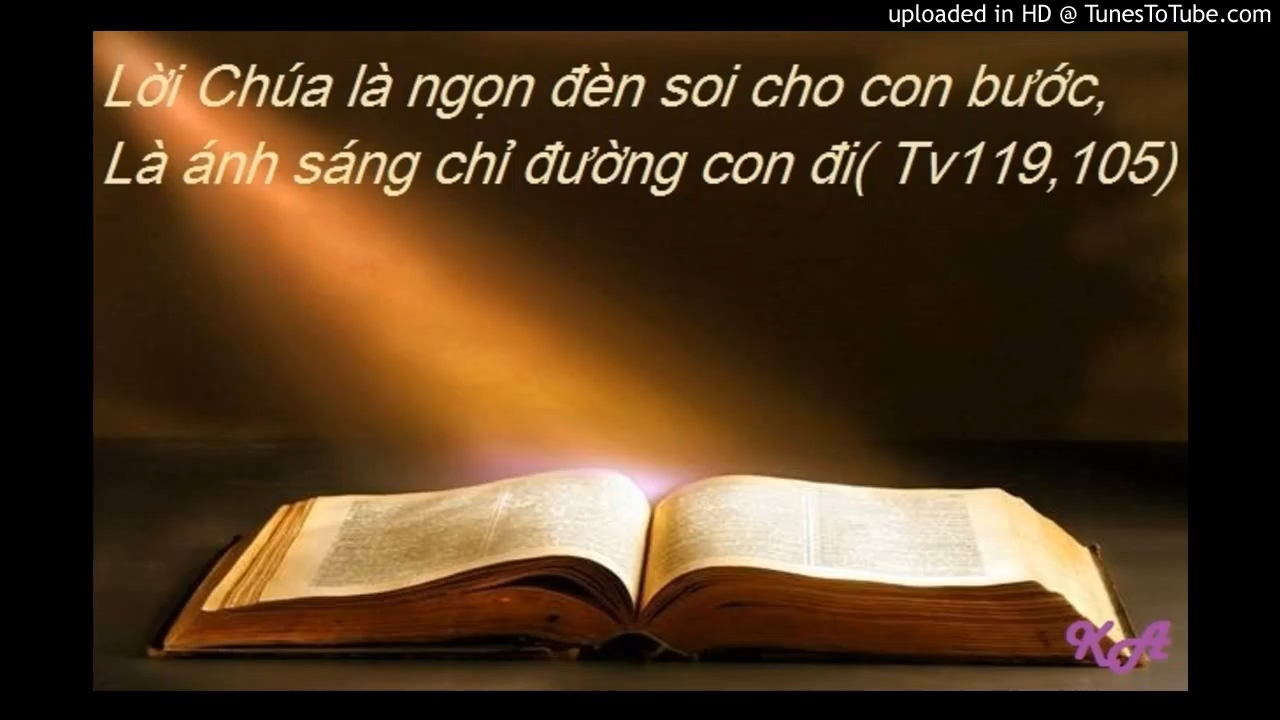 uploaded in HD @ TunesToTube.com
Lời Chúa là ngọn đèn soi cho con bước,
Là ánh sáng chỉ đường con đi( Tv119,105)
KA